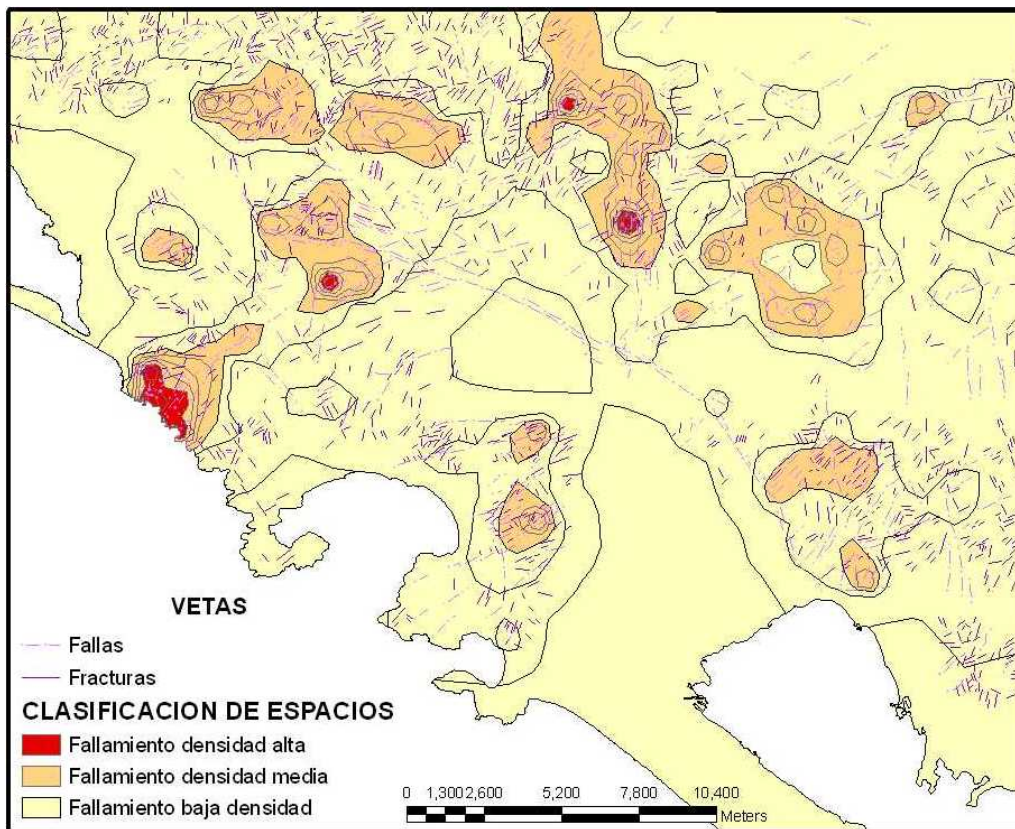 VETAS
Fallas
Fracturas
CLASIFICACION DE ESPACIOS
Fallamiento densidad alta
Fallamiento densidad media
Fallamiento baja densidad
0 1,300 2,600 5,200 7,800 10,400
Meters